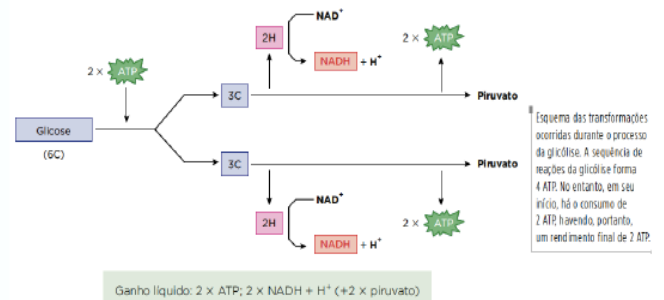 NAD⁺
2H
NADH + H⁺
2 × ATP
2 × ATP
3C
Piruvato
Glicose
(6C)
3C
Piruvato
2H
NAD⁺
NADH + H⁺
2 × ATP
Esquema das transformações
ocorridas durante o processo
da glicólise. A sequência de
reações da glicólise forma
4 ATP. No entanto, em seu
início, há o consumo de
2 ATP, havendo, portanto,
um rendimento final de 2 ATP.
Ganho líquido: 2 × ATP; 2 × NADH + H⁺ (+2 × piruvato)